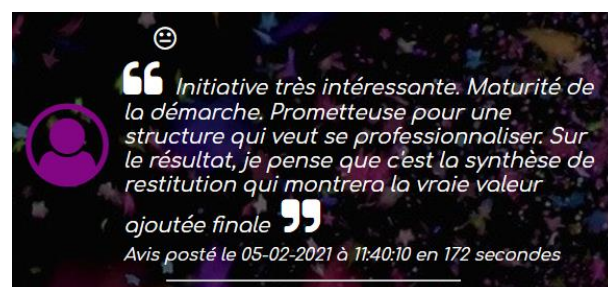 “ Initiative très intéressante. Maturité de
la démarche. Prometteuse pour une
structure qui veut se professionnaliser. Sur
le résultat, je pense que c'est la synthèse de
restitution qui montrera la vraie valeur
ajoutée finale ”
Avis posté le 05-02-2021 à 11:40:10 en 172 secondes